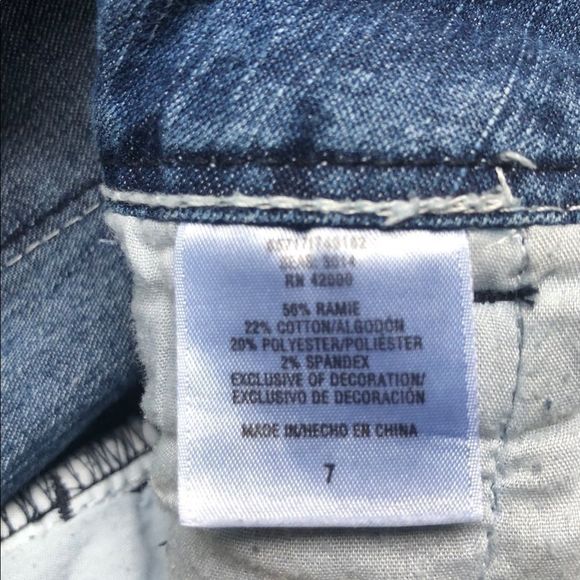 RN 42000
56% RAMIE
22% COTTON/ALGODÓN
20% POLYESTER/POLIÉSTER
2% SPANDEX
EXCLUSIVE OF DECORATION/
EXCLUSIVO DE DECORACIÓN
MADE IN/HECHO EN CHINA
7